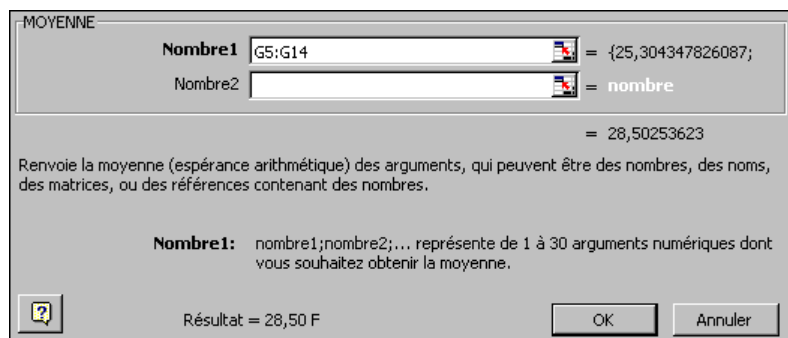 MOYENNE
Nombre1 G5:G14 = {25,304347826087;
Nombre2 = nombre
= 28,50253623
Renvoie la moyenne (espérance arithmétique) des arguments, qui peuvent être des nombres, des noms,
des matrices, ou des références contenant des nombres.
Nombre1: nombre1;nombre2;... représente de 1 à 30 arguments numériques dont
vous souhaitez obtenir la moyenne.
? Résultat = 28,50 F OK Annuler